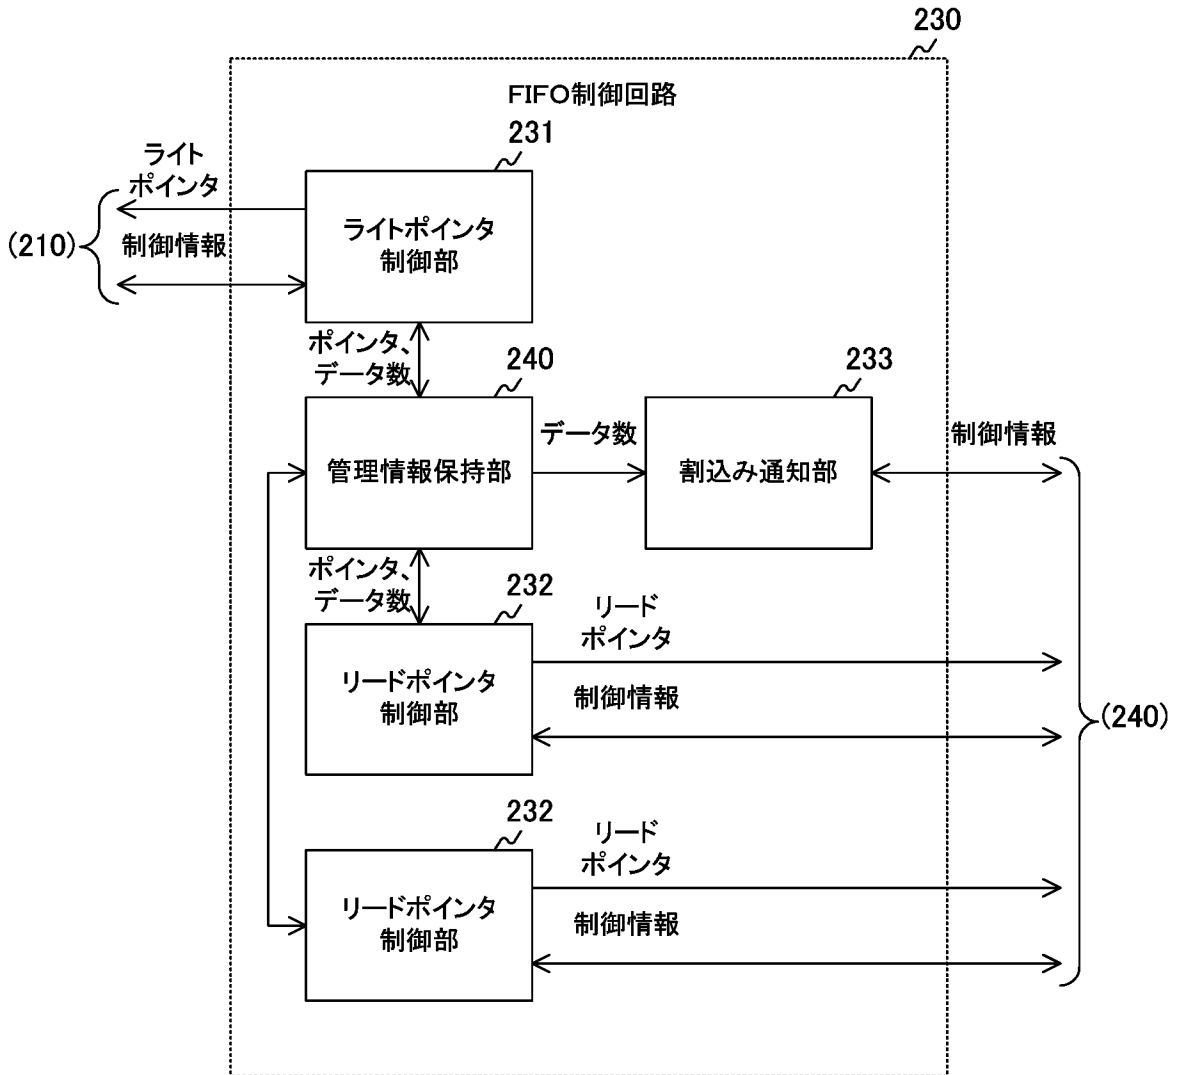 230
FIFO制御回路
231
ライト
ポインタ
ライトポインタ
制御部
(210)
制御情報
ポインタ、
データ数
240
233
管理情報保持部
データ数
割込み通知部
制御情報
ポインタ、
データ数
232
リード
ポインタ
リードポインタ
制御部
制御情報
(240)
232
リード
ポインタ
リードポインタ
制御部
制御情報